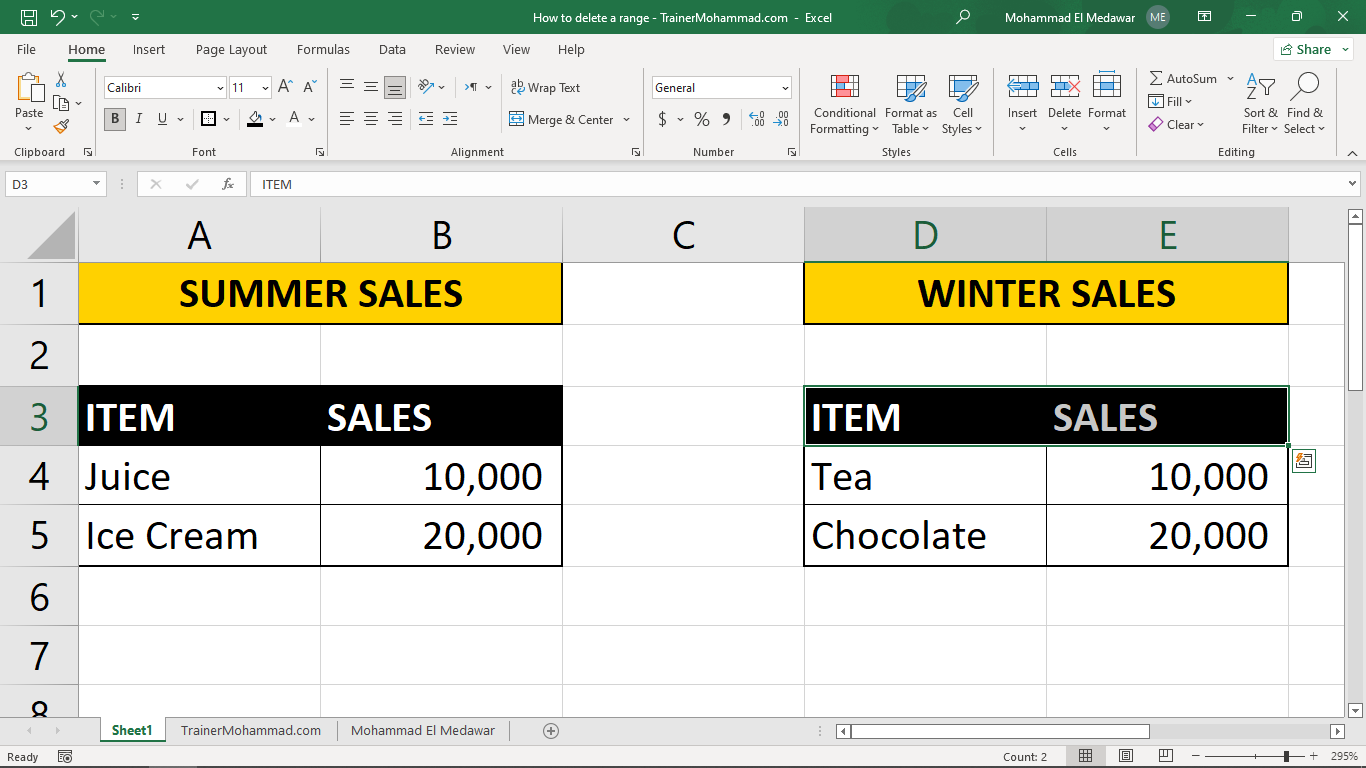 How to delete a range - TrainerMohammad.com - Excel
Mohammad El Medawar ME
File Home Insert Page Layout Formulas Data Review View Help Share
Paste
Clipboard
Calibri 11
B I U A
Font
ab Wrap Text
Merge & Center
Alignment
General
$ % 9 .00 .00
Number
Conditional Formatting
Format as Table
Cell Styles
Styles
Insert Delete Format
Cells
AutoSum
Fill
Clear
Sort & Filter
Find & Select
Editing
D3 fx ITEM
A B C D E
1 SUMMER SALES WINTER SALES
2
3 ITEM SALES ITEM SALES
4 Juice 10,000 Tea 10,000
5 Ice Cream 20,000 Chocolate 20,000
6
7
8
Sheet1 TrainerMohammad.com Mohammad El Medawar
Ready Count: 2 295%